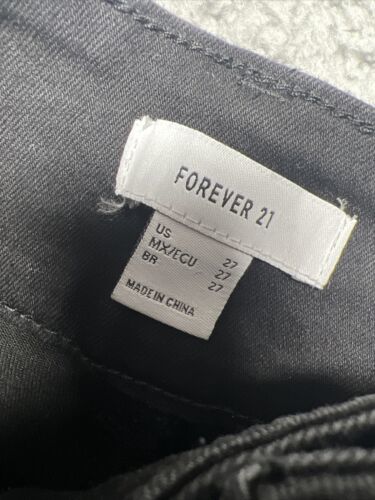 FOREVER 21
US 27
MX/ECU 27
BR 27
MADE IN CHINA